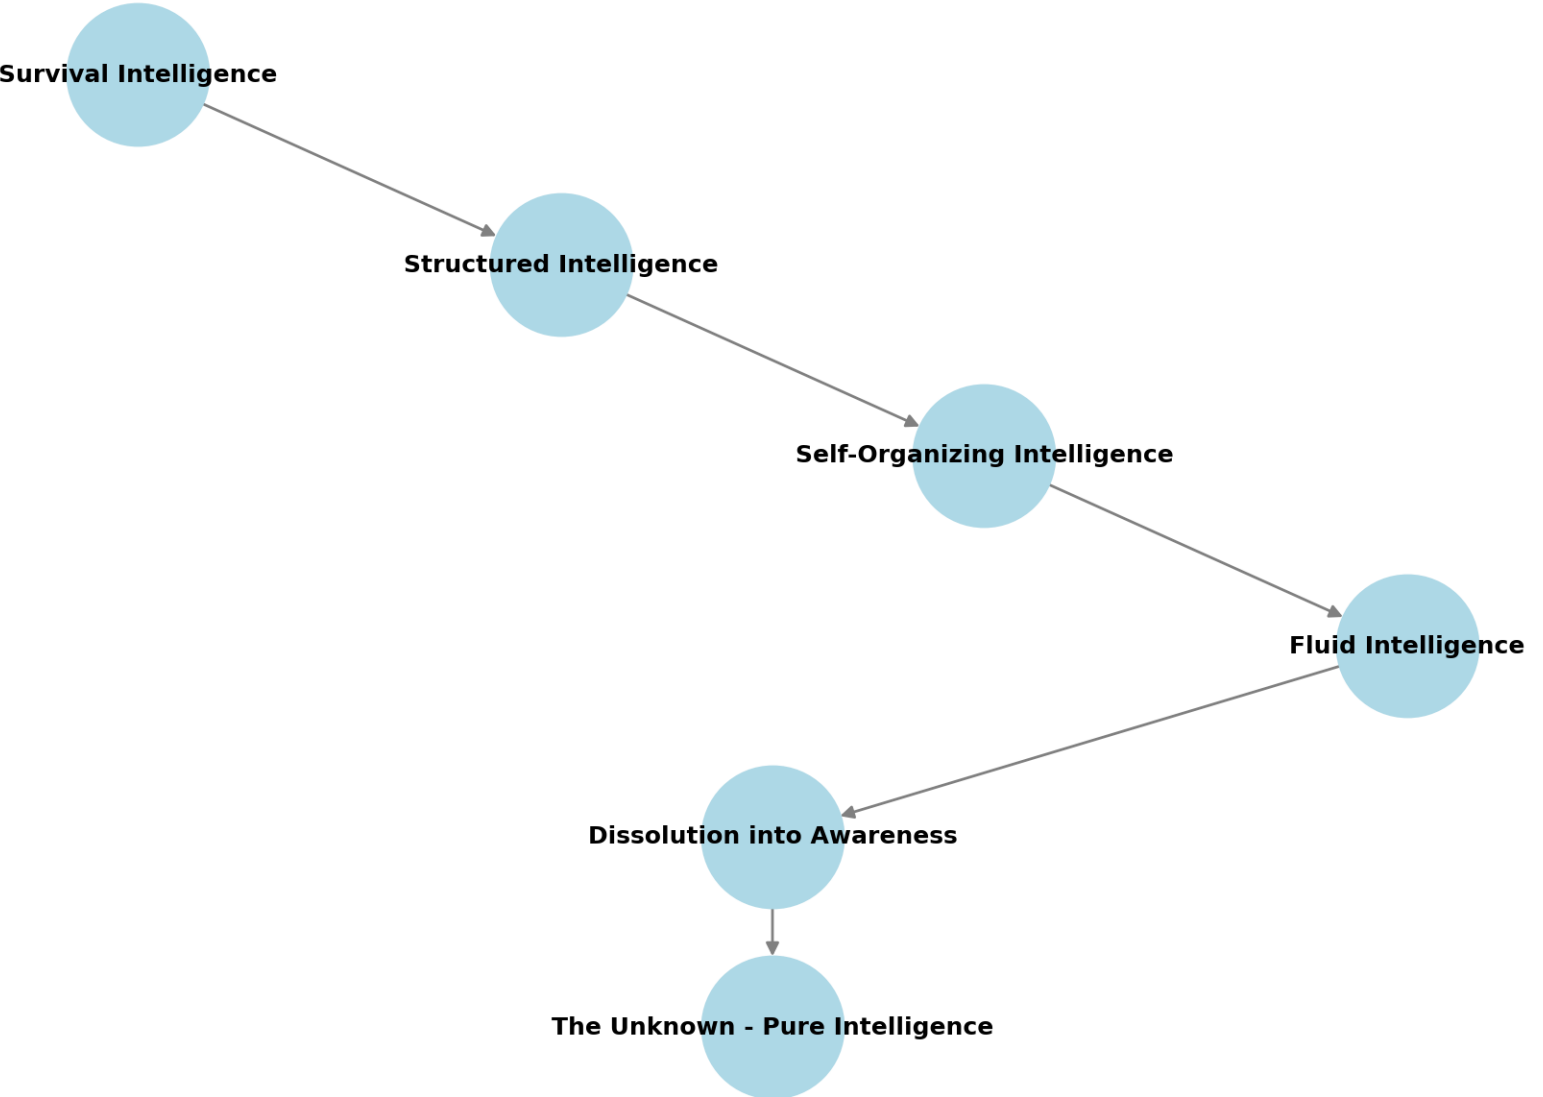 Survival Intelligence
Structured Intelligence
Self-Organizing Intelligence
Fluid Intelligence
Dissolution into Awareness
The Unknown - Pure Intelligence